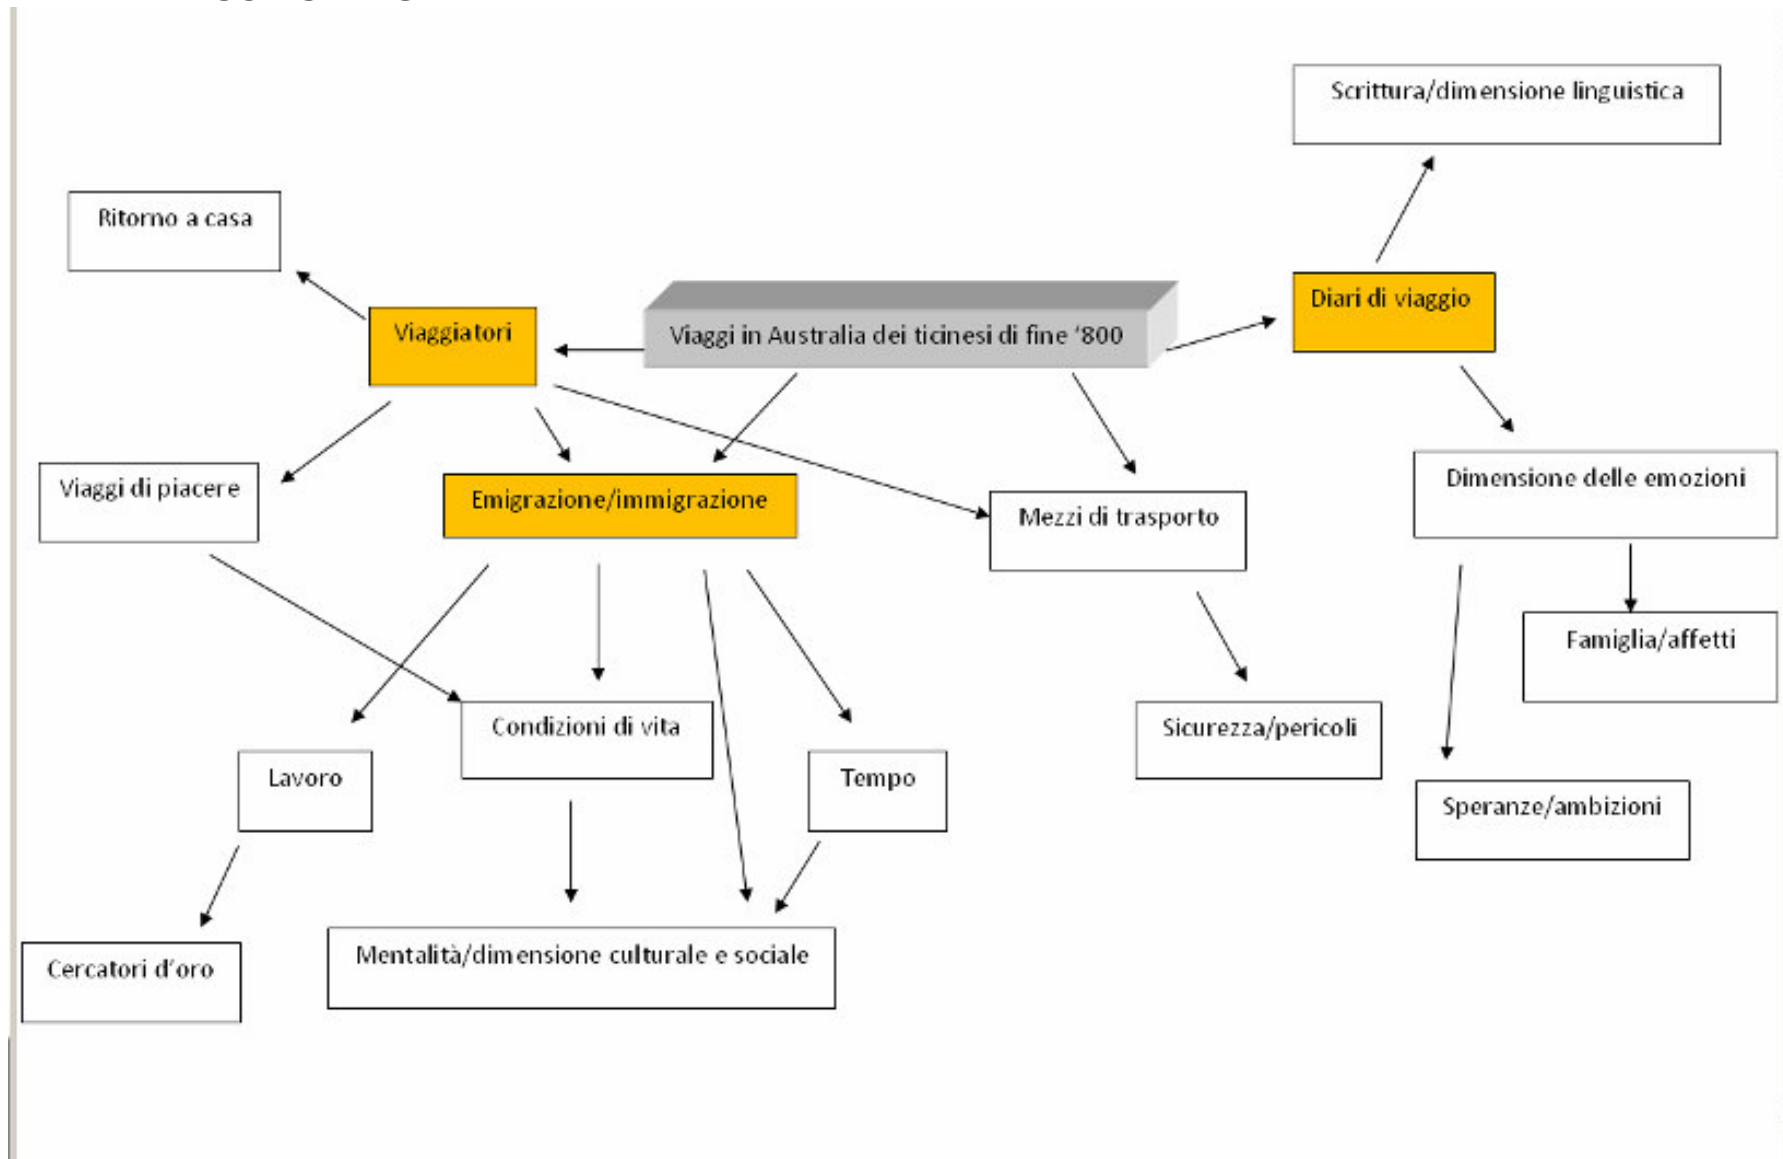 Scrittura/dimensione linguistica
Ritorno a casa
Diari di viaggio
Viaggiatori
Viaggi in Australia dei ticinesi di fine ‘800
Viaggi di piacere
Emigrazione/immigrazione
Mezzi di trasporto
Dimensione delle emozioni
Famiglia/affetti
Condizioni di vita
Sicurezza/pericoli
Lavoro
Tempo
Speranze/ambizioni
Cercatori d’oro
Mentalità/dimensione culturale e sociale